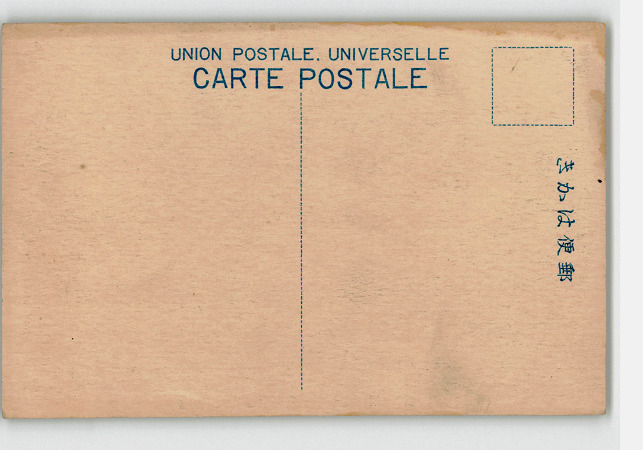 UNION POSTALE. UNIVERSELLE
CARTE POSTALE
郵便はかき